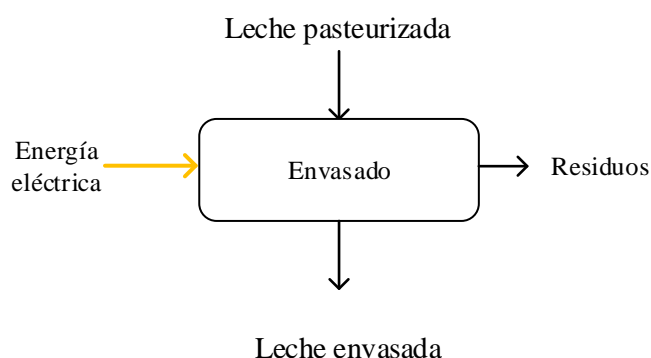 Leche pasteurizada
Energía
eléctrica
Envasado
Residuos
Leche envasada